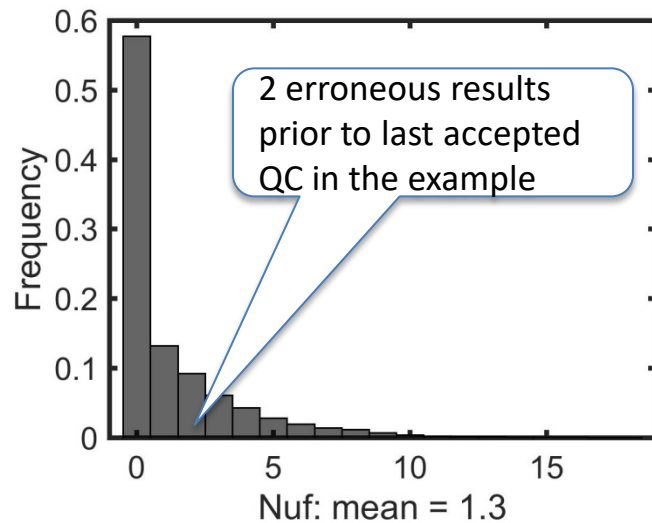 0.6
0.5
0.4
0.3
0.2
0.1
0
Frequency
2 erroneous results
prior to last accepted
QC in the example
0 5 10 15
Nuf: mean = 1.3